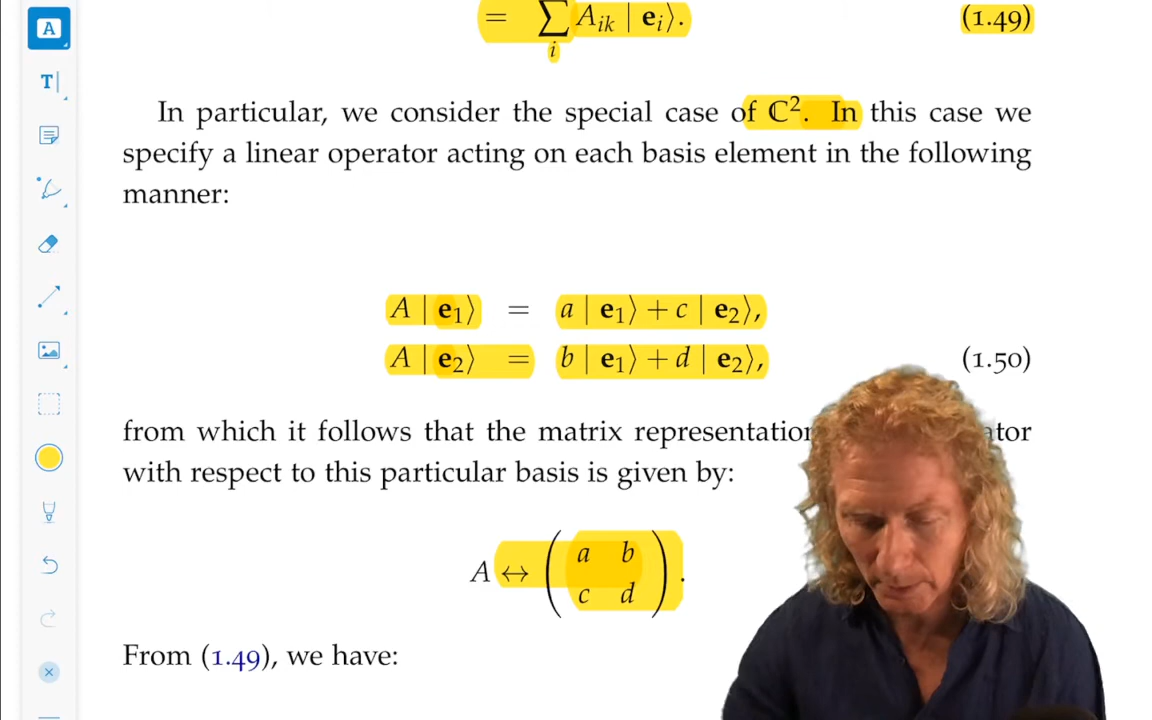 = ∑ᵢ Aᵢₖ | eᵢ⟩. (1.49)
In particular, we consider the special case of ℂ². In this case we
specify a linear operator acting on each basis element in the following
manner:
A | e₁⟩ = a | e₁⟩ + c | e₂⟩,
A | e₂⟩ = b | e₁⟩ + d | e₂⟩, (1.50)
from which it follows that the matrix representation
with respect to this particular basis is given by:
A ↔ ( a b
c d ).
From (1.49), we have: